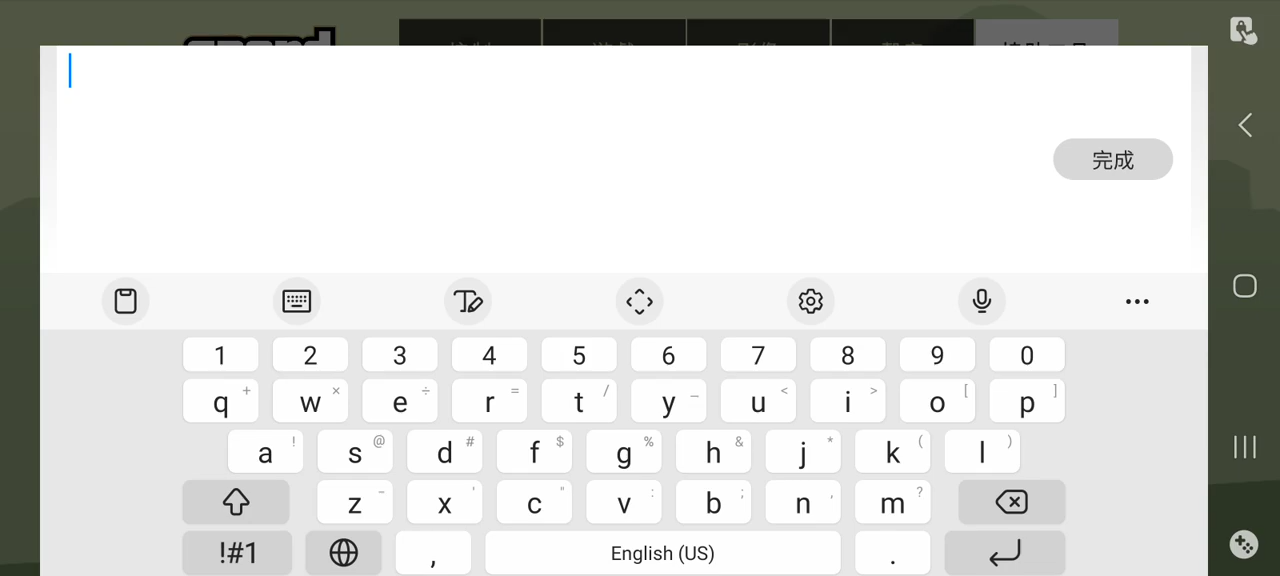 完成
1 2 3 4 5 6 7 8 9 0
q + w × e ÷ r = t / y _ u < i > o [ p ]
a ! s @ d # f $ g % h & j * k ( l )
z - x ' c " v : b ; n , m ?
!#1 , English (US) .